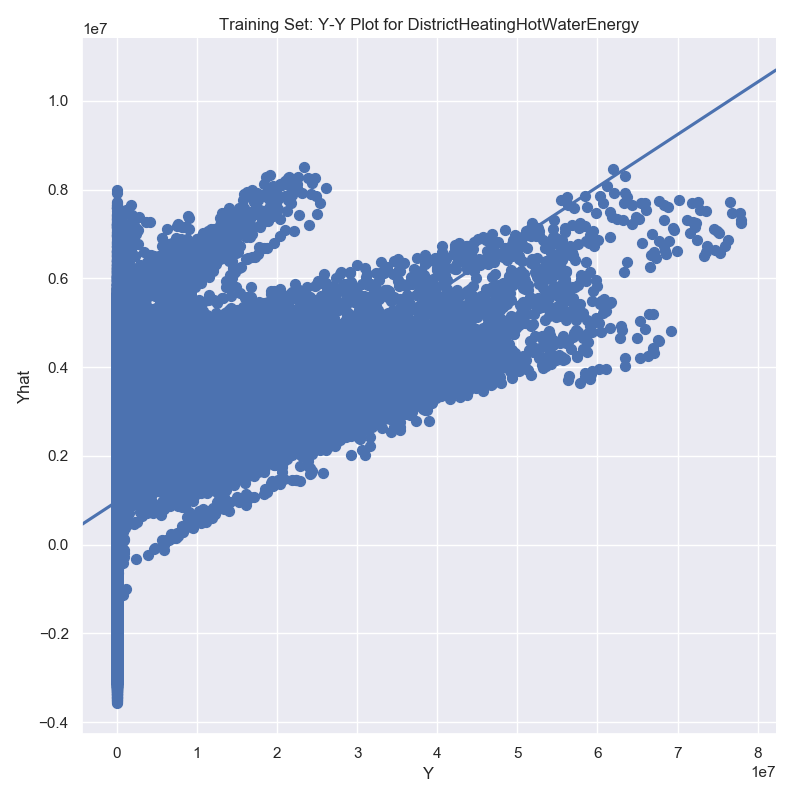 Training Set: Y-Y Plot for DistrictHeatingHotWaterEnergy
1e7
1.0
0.8
0.6
0.4
0.2
0.0
−0.2
−0.4
Yhat
0 1 2 3 4 5 6 7 8
1e7
Y